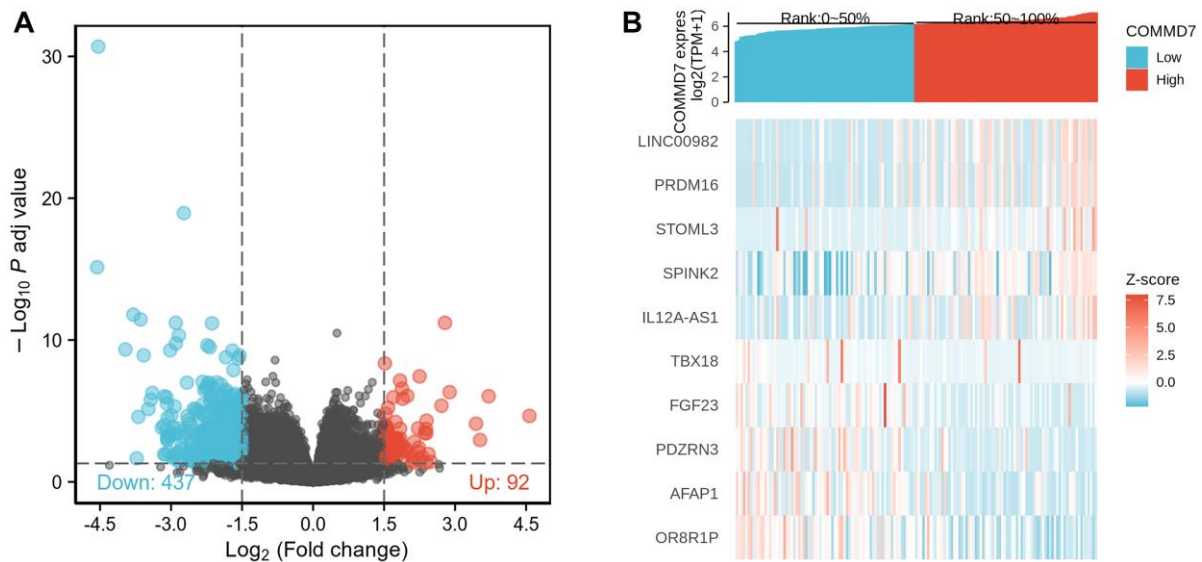 A
– Log10 P adj value
30
20
10
0
Down: 437
Up: 92
-4.5 -3.0 -1.5 0.0 1.5 3.0 4.5
Log2 (Fold change)
B
COMMD7 expres
log2(TPM+1)
6
4
2
0
Rank:0~50% Rank:50~100%
COMMD7
Low
High
LINC00982
PRDM16
STOML3
SPINK2
IL12A-AS1
TBX18
FGF23
PDZRN3
AFAP1
OR8R1P
Z-score
7.5
5.0
2.5
0.0